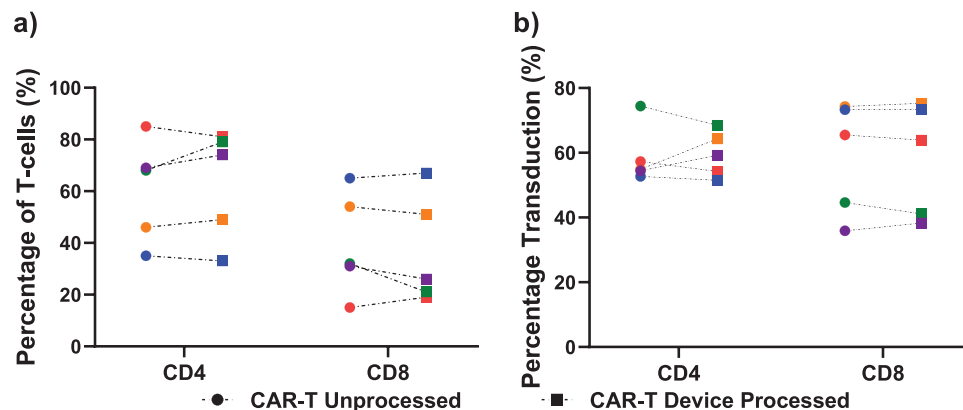 a)
Percentage of T-cells (%)
100
80
60
40
20
0
CD4
CD8
b)
Percentage Transduction (%)
80
60
40
20
0
CD4
CD8
CAR-T Unprocessed
CAR-T Device Processed